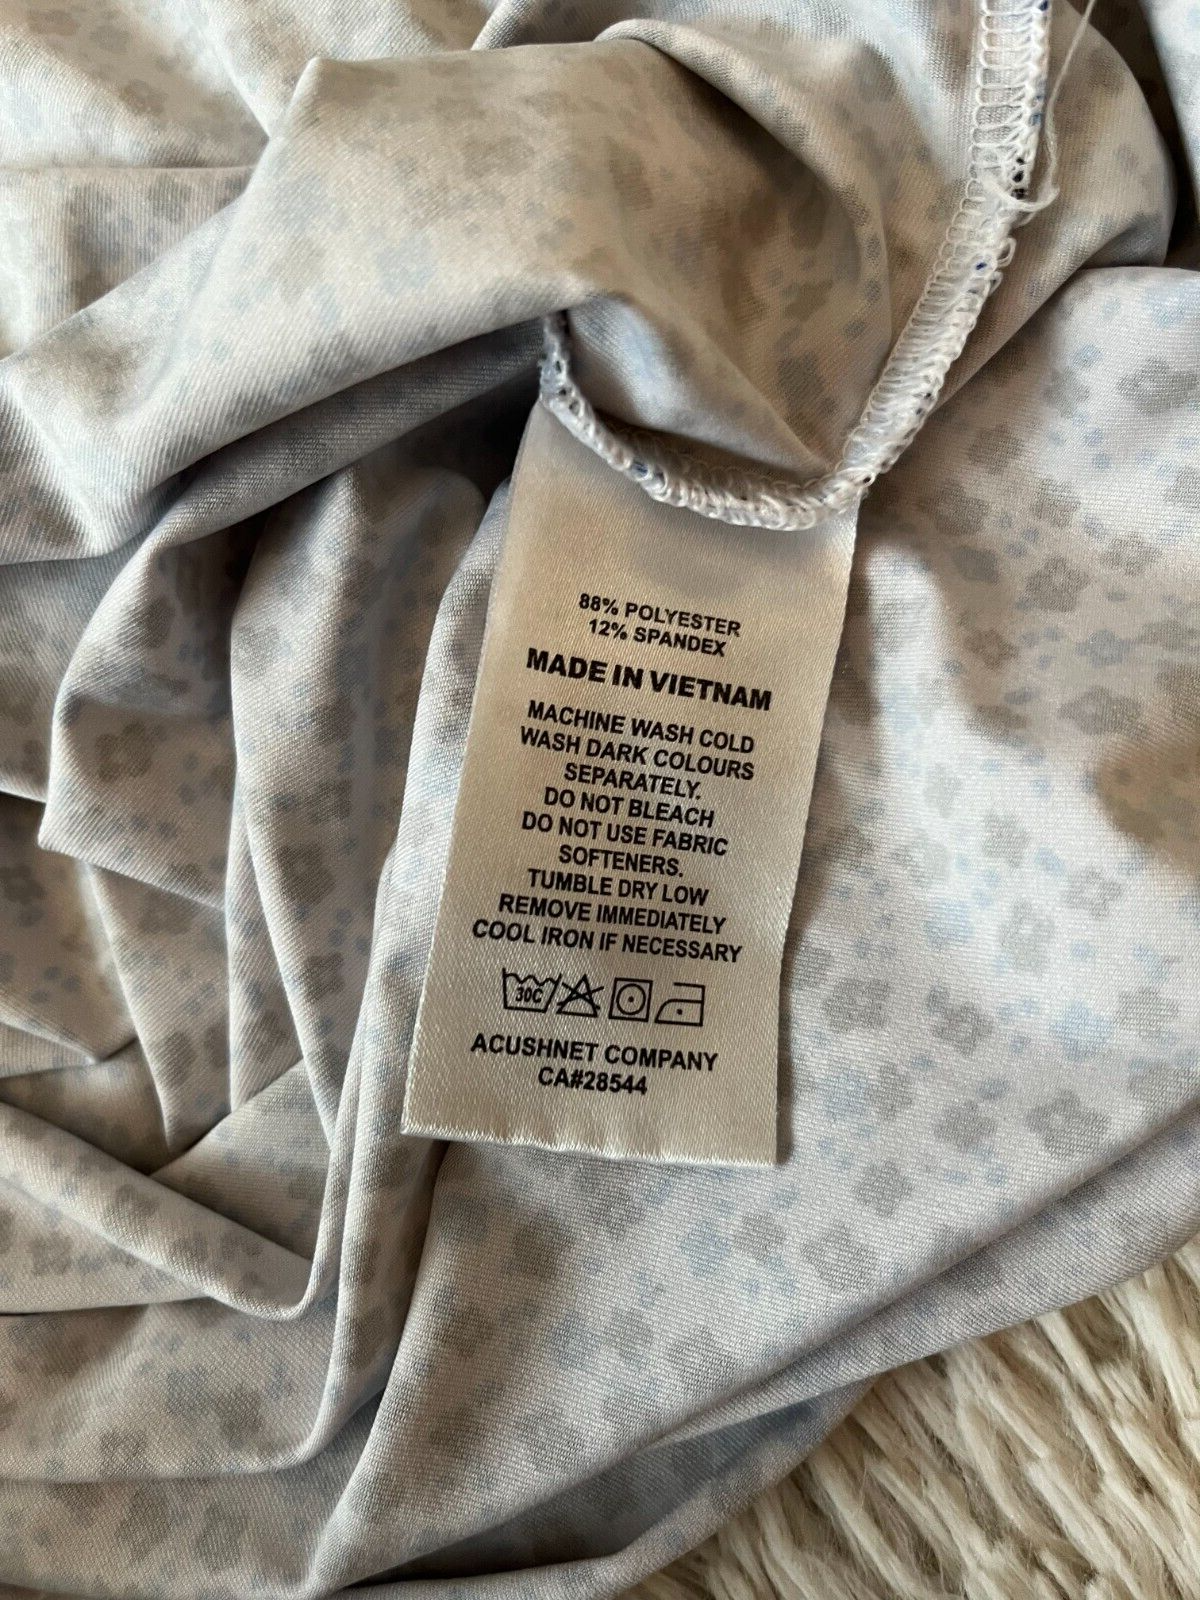 88% POLYESTER
12% SPANDEX
MADE IN VIETNAM
MACHINE WASH COLD
WASH DARK COLOURS
SEPARATELY.
DO NOT BLEACH
DO NOT USE FABRIC
SOFTENERS.
TUMBLE DRY LOW
REMOVE IMMEDIATELY
COOL IRON IF NECESSARY
30C
ACUSHNET COMPANY
CA#28544